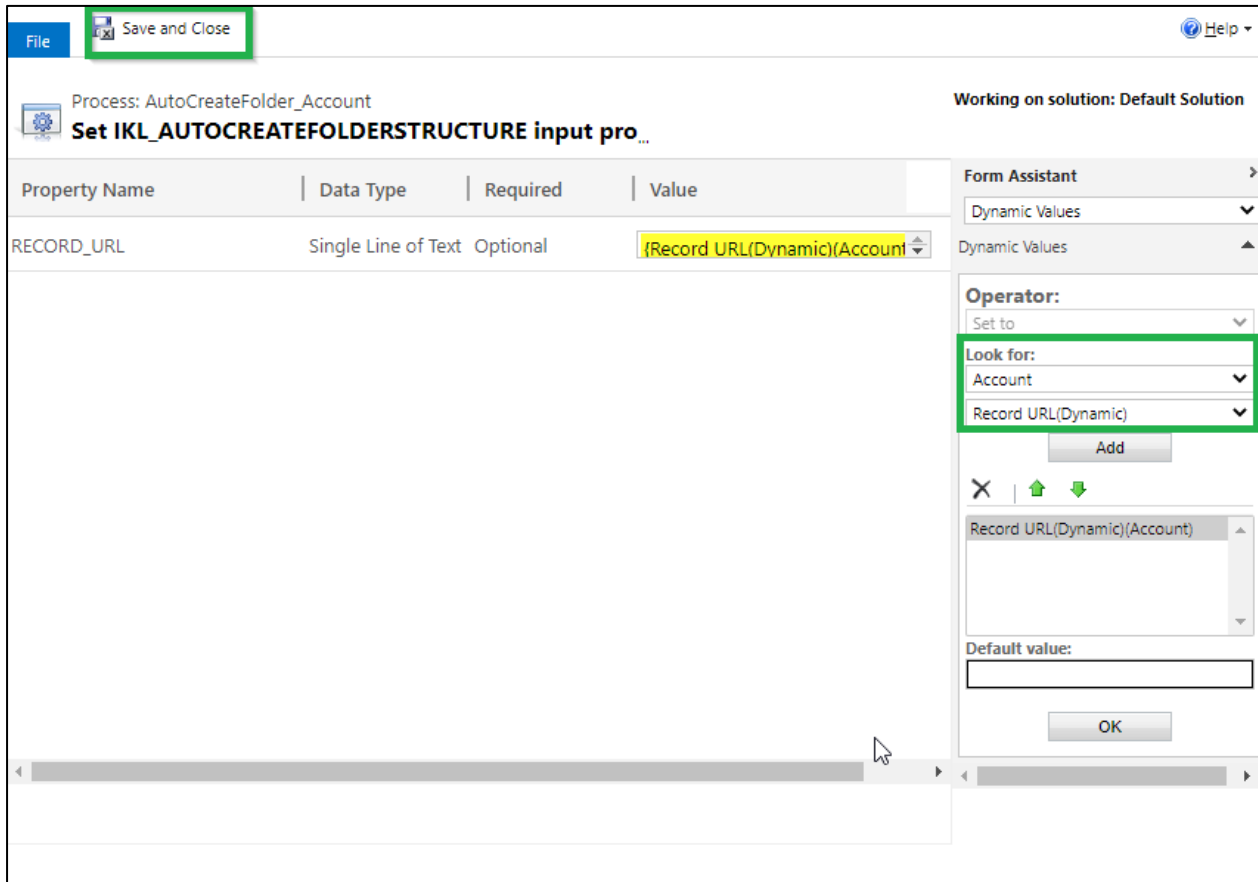 File
Save and Close
Help
Process: AutoCreateFolder_Account
Working on solution: Default Solution
Set IKL_AUTOCREATEFOLDERSTRUCTURE input pro...
Property Name
Data Type
Required
Value
RECORD_URL
Single Line of Text
Optional
{Record URL(Dynamic)(Account
Form Assistant
Dynamic Values
Dynamic Values
Operator:
Set to
Look for:
Account
Record URL(Dynamic)
Add
Record URL(Dynamic)(Account)
Default value:
OK